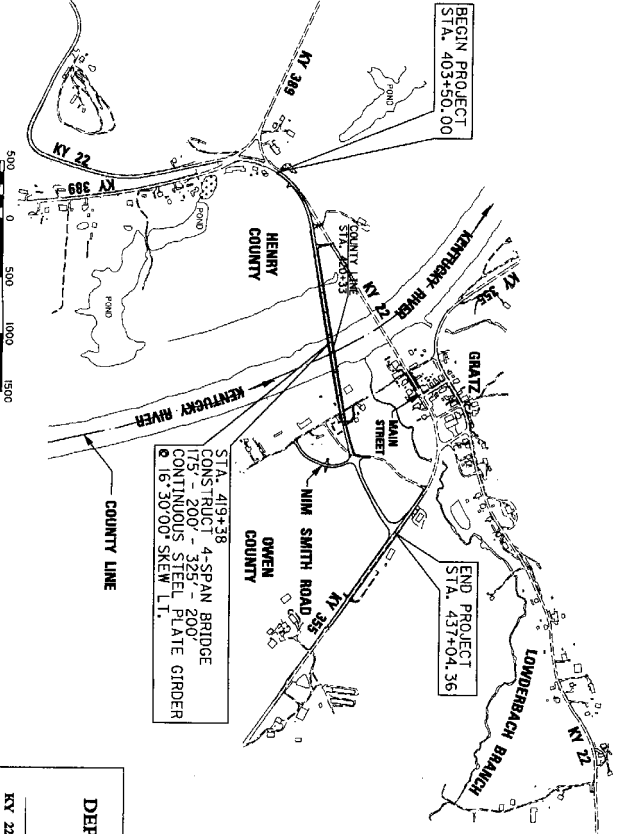 BEGIN PROJECT
STA. 403+50.00
KY 389
POND
KENTUCKY RIVER
KY 355
GRATZ
COUNTY LINE
STA. 420+33
KY 22
KY 22
KY 389
POND
POND
HENRY
COUNTY
MAIN
STREET
KENTUCKY RIVER
NIM SMITH ROAD
OWEN
COUNTY
KY 355
END PROJECT
STA. 437+04.36
LOWDERBACH BRANCH
KY 22
STA. 419+38
CONSTRUCT 4-SPAN BRIDGE
175' - 200' - 325' - 200'
CONTINUOUS STEEL PLATE GIRDER
@ 16°30'00" SKEW LT.
COUNTY LINE
500 0 500 1000 1500
DEP
KY 22